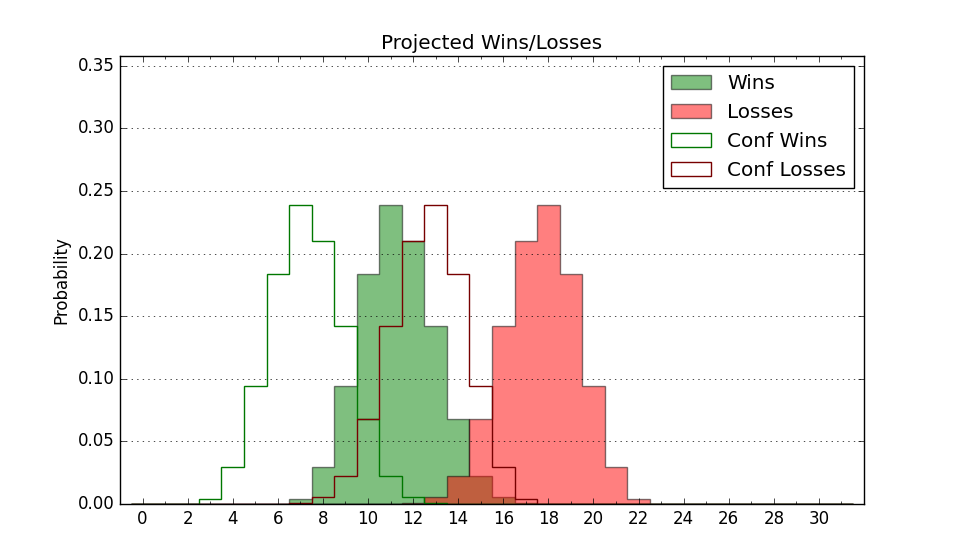 Projected Wins/Losses
0.35
0.30
0.25
0.20
0.15
0.10
0.05
0.00
Probability
Wins
Losses
Conf Wins
Conf Losses
0 2 4 6 8 10 12 14 16 18 20 22 24 26 28 30